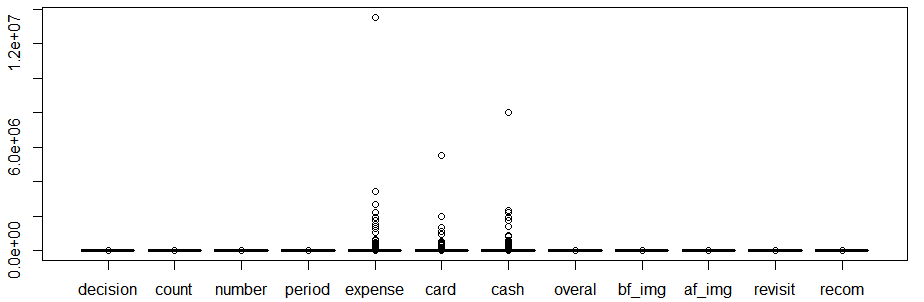 1.2e+07
6.0e+06
0.0e+00
decision count number period expense card cash overal bf_img af_img revisit recom